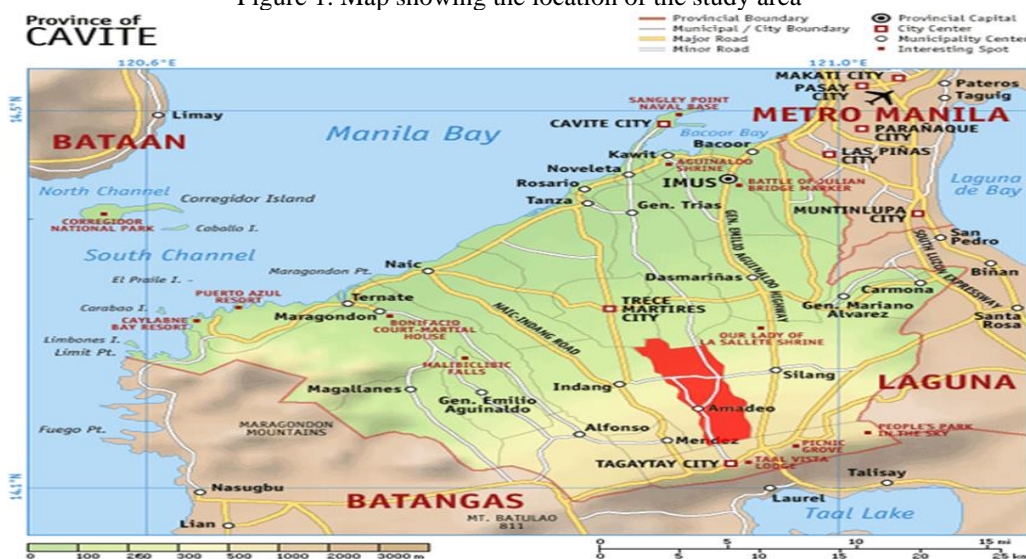 Figure 1. Map showing the location of the study area
Province of
CAVITE
Provincial Boundary
Municipal / City Boundary
Major Road
Minor Road
Provincial Capital
City Center
Municipality Center
Interesting Spot
120.6°E
121.0°E
14.5°N
14.1°N
MAKATI CITY
PASAY
CITY
Pateros
Taguig
METRO MANILA
PARAÑAQUE
CITY
LAS PIÑAS
CITY
MUNTINLUPA
CITY
Laguna
de Bay
BATAAN
Limay
Manila Bay
SANGLEY POINT
NAVAL BASE
CAVITE CITY
Bacoor Bay
Bacoor
Kawit
AGUINALDO
SHRINE
Noveleta
Rosario
Tanza
IMUS
BATTLE OF JULIAN
BRIDGE MARKER
Gen. Trias
GEN. EMILIO AGUINALDO HIGHWAY
North Channel
Corregidor Island
CORREGIDOR
NATIONAL PARK
Caballo I.
South Channel
El Fraile I.
Maragondon Pt.
Naic
Dasmariñas
SOUTH LUZON EXPRESSWAY
San
Pedro
Biñan
Carmona
Gen. Mariano
Alvarez
Santa
Rosa
PUERTO AZUL
RESORT
Ternate
Carabao I.
CAYLABNE
BAY RESORT
Maragondon
BONIFACIO
COURT-MARTIAL
HOUSE
NAIC-INDANG ROAD
TRECE
MARTIRES
CITY
OUR LADY OF
LA SALLETE SHRINE
Limbones I.
Limit Pt.
MALIBICLIBIC
FALLS
Magallanes
Gen. Emilio
Aguinaldo
Indang
Silang
LAGUNA
Amadeo
Fuego Pt.
MARAGONDON
MOUNTAINS
Alfonso
Mendez
PICNIC
GROVE
PEOPLE'S PARK
IN THE SKY
TAGAYTAY CITY
TAAL VISTA
LODGE
Talisay
Nasugbu
BATANGAS
Laurel
Taal Lake
Lian
MT. BATULAO
811
0 100 260 300 500 1000 2000 3000 m
0 5 10 15 mi
0 5 10 15 20 25 km